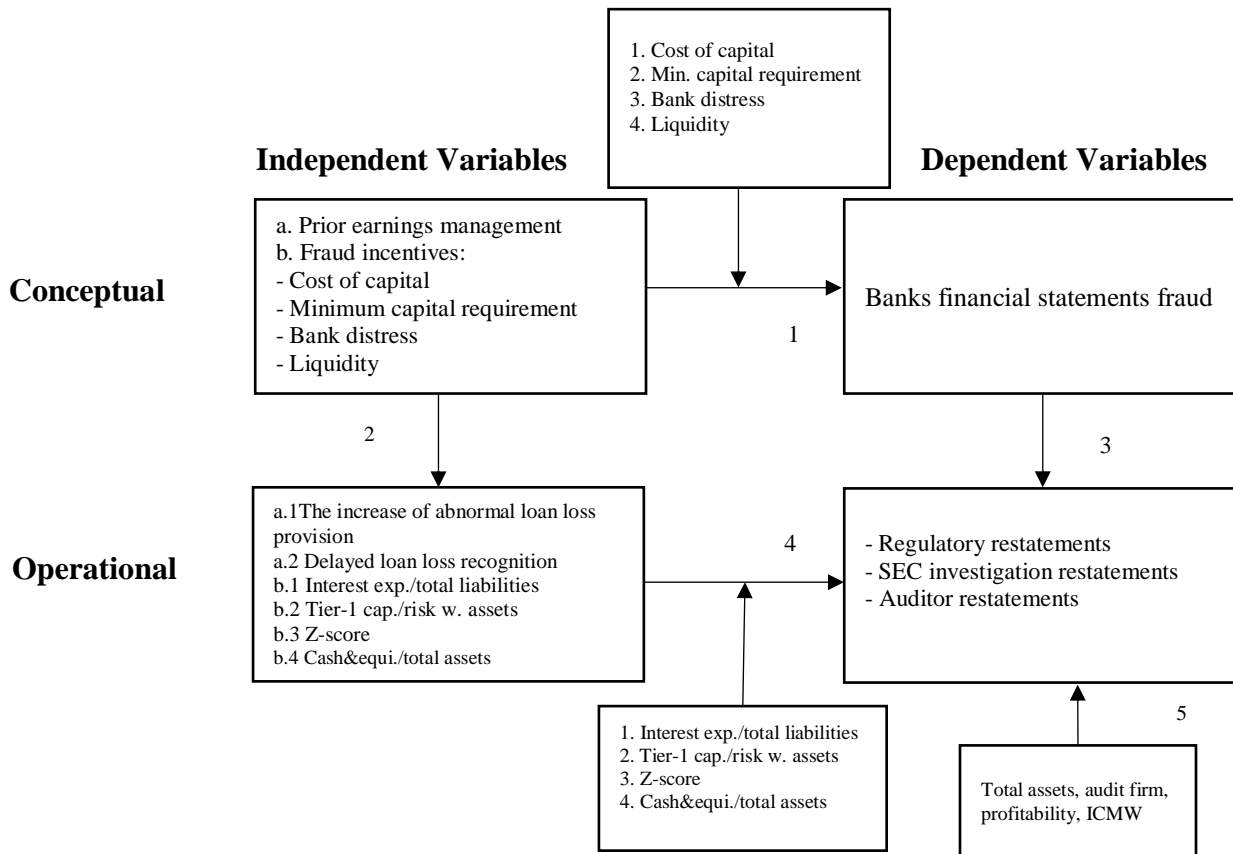 1. Cost of capital
2. Min. capital requirement
3. Bank distress
4. Liquidity
Independent Variables
Dependent Variables
Conceptual
a. Prior earnings management
b. Fraud incentives:
- Cost of capital
- Minimum capital requirement
- Bank distress
- Liquidity
1
Banks financial statements fraud
2
3
Operational
a.1The increase of abnormal loan loss
provision
a.2 Delayed loan loss recognition
b.1 Interest exp./total liabilities
b.2 Tier-1 cap./risk w. assets
b.3 Z-score
b.4 Cash&equi./total assets
4
- Regulatory restatements
- SEC investigation restatements
- Auditor restatements
1. Interest exp./total liabilities
2. Tier-1 cap./risk w. assets
3. Z-score
4. Cash&equi./total assets
5
Total assets, audit firm,
profitability, ICMW